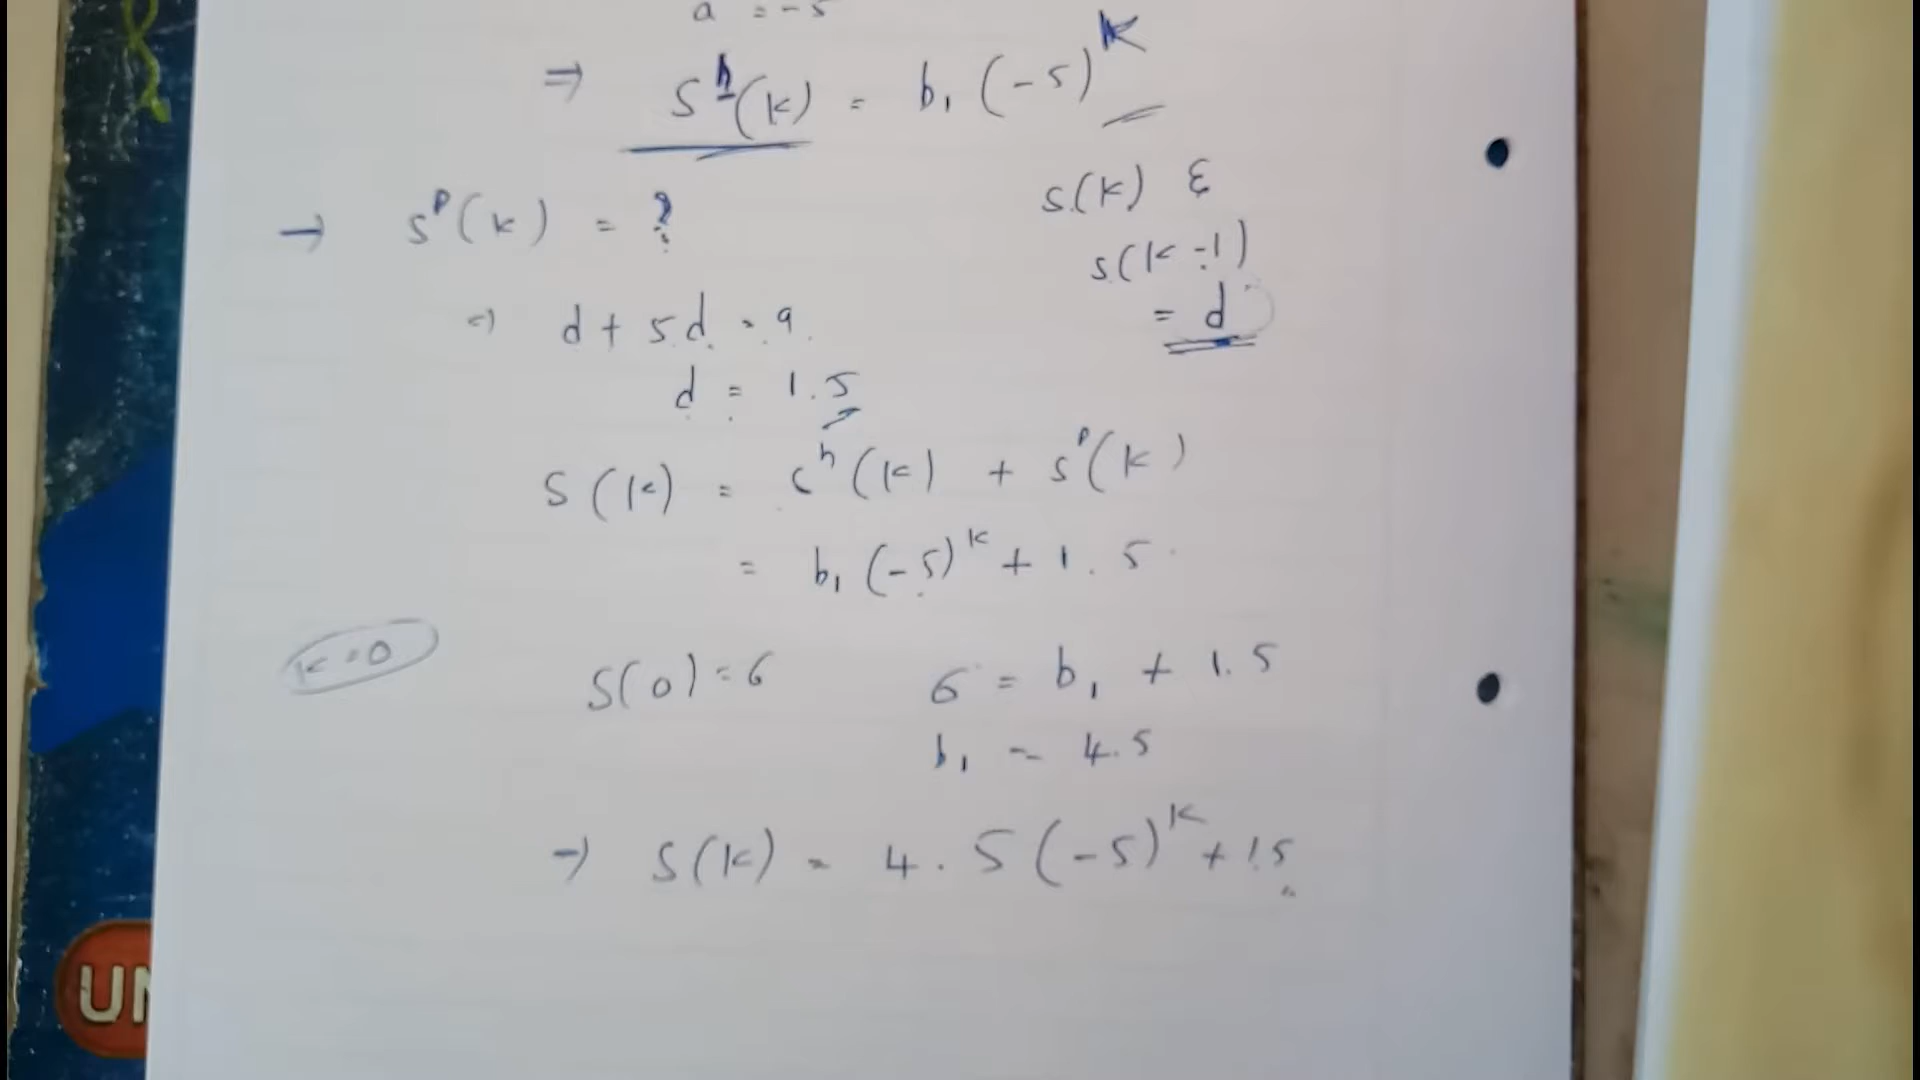 a = -5
⇒ S^h(k) = b₁ (-5)^k
→ S^p(k) = ?
S(k) &
S(k-1)
= d
⇒ d + 5d = 9
d = 1.5
S(k) = S^h(k) + S^p(k)
= b₁ (-5)^k + 1.5
k=0
S(0) = 6
6 = b₁ + 1.5
b₁ = 4.5
⇒ S(k) = 4.5 (-5)^k + 1.5